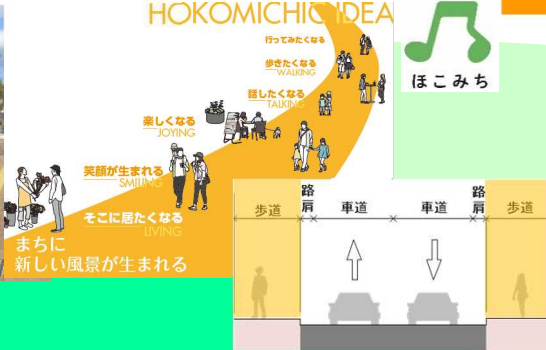 HOKOMICHIC IDEA
行ってみたくなる
歩きたくなる
WALKING
話したくなる
TALKING
楽しくなる
JOYING
笑顔が生まれる
SMILING
そこに居たくなる
LIVING
まちに
新しい風景が生まれる
ほこみち
歩道
路肩
車道
車道
路肩
歩道